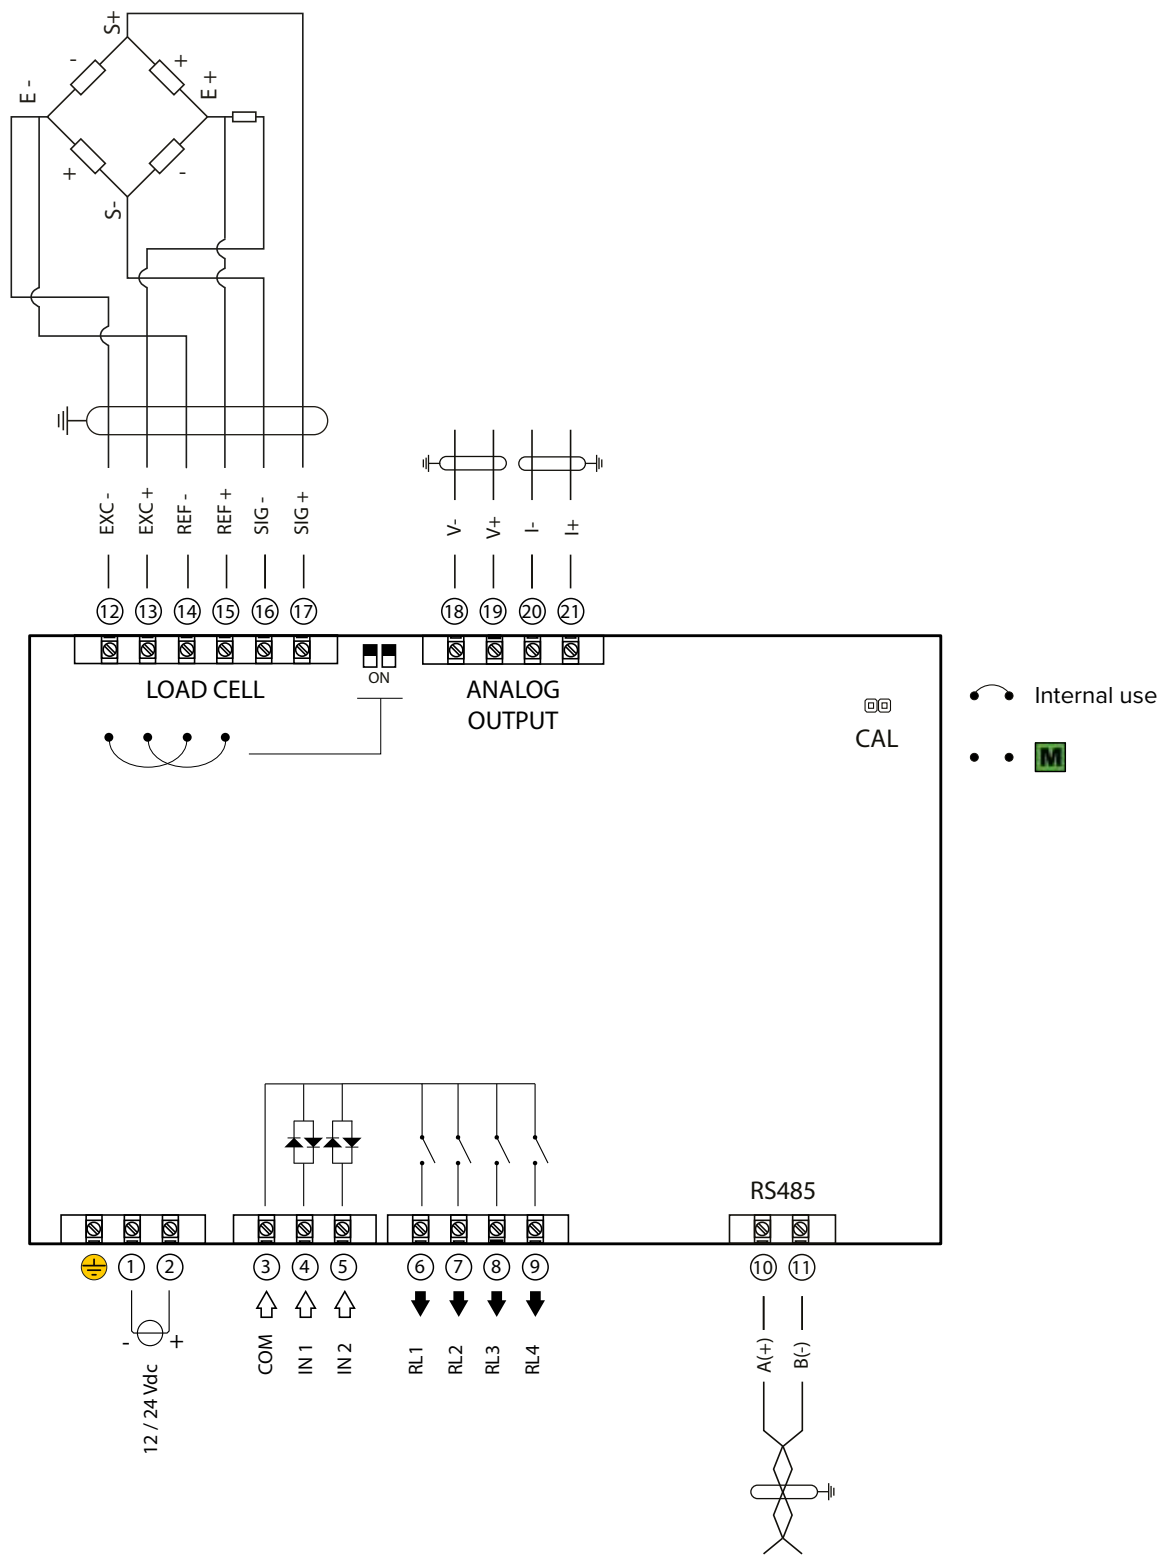 S+
- +
E - E +
+ -
S-
EXC - EXC + REF - REF + SIG - SIG +
V- V+ I- I+
12 13 14 15 16 17
18 19 20 21
ON
LOAD CELL
ANALOG
OUTPUT
CAL
Internal use
M
RS485
1 2 3 4 5 6 7 8 9 10 11
- +
12 / 24 Vdc
COM IN 1 IN 2
RL1 RL2 RL3 RL4
A(+) B(-)